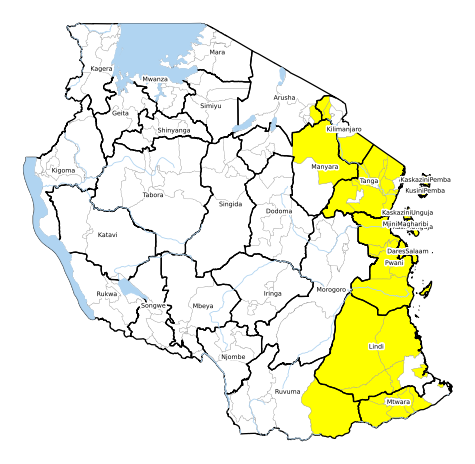 Mara
Kagera
Mwanza
Simiyu
Arusha
Geita
Shinyanga
Kilimanjaro
Kigoma
Manyara
KaskaziniPemba
Tanga
KusiniPemba
Tabora
Singida
Dodoma
KaskaziniUnguja
MjiniMagharibi
Katavi
DaresSalaam
Pwani
Rukwa
Songwe
Mbeya
Iringa
Morogoro
Lindi
Njombe
Ruvuma
Mtwara